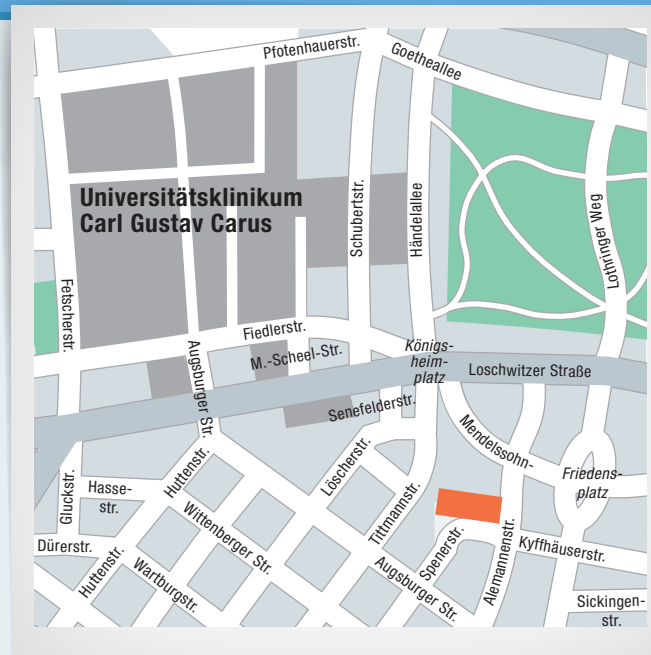 Pfotenhauerstr.
Goetheallee
Universitätsklinikum
Carl Gustav Carus
Schubertstr.
Händelallee
Lothringer Weg
Fetscherstr.
Fiedlerstr.
Augsburger Str.
M.-Scheel-Str.
Königs-
heim-
platz
Loschwitzer Straße
Senefelderstr.
Mendelssohn-
Löscherstr.
Huttenstr.
Friedens-
platz
Gluckstr.
Hasse-
str.
Tittmannstr.
Wittenberger Str.
Dürerstr.
Huttenstr.
Wartburgstr.
Spenerstr.
Augsburger Str.
Alemannenstr.
Kyffhäuserstr.
Sickingen-
str.